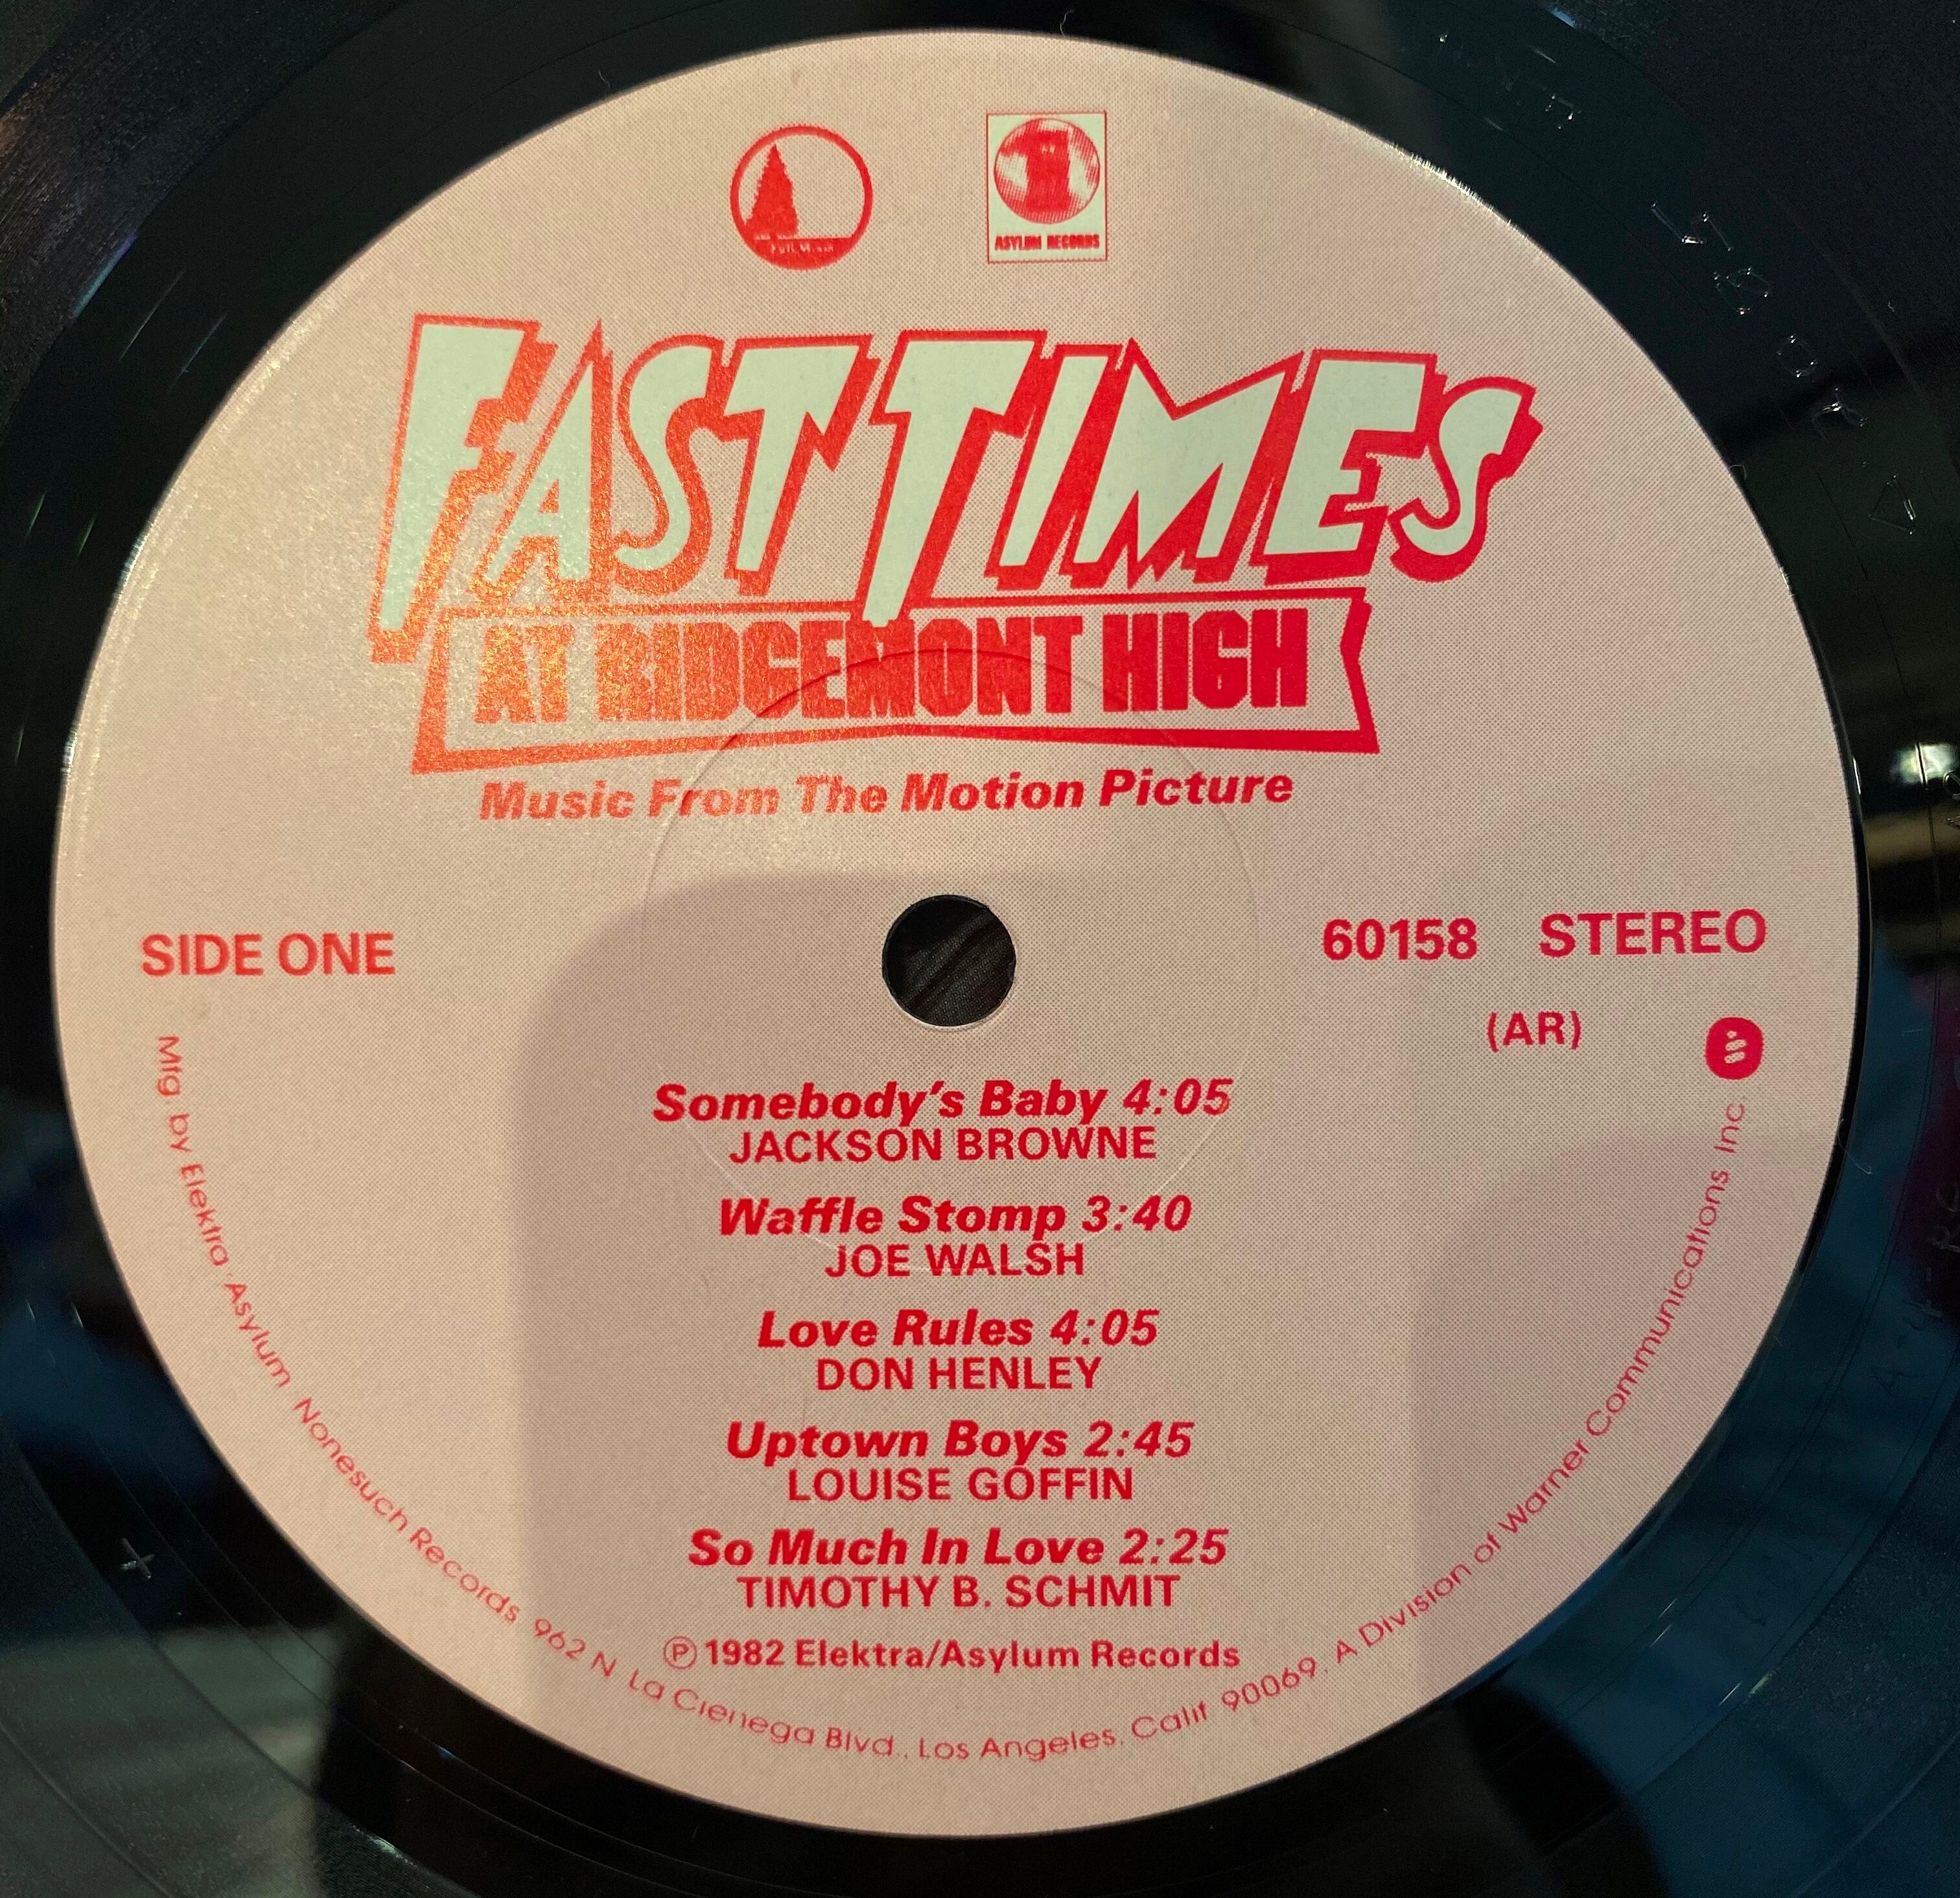 ASYLUM RECORDS
FAST TIMES
AT RIDGEMONT HIGH
Music From The Motion Picture
SIDE ONE
60158 STEREO
(AR)
Somebody's Baby 4:05
JACKSON BROWNE
Waffle Stomp 3:40
JOE WALSH
Love Rules 4:05
DON HENLEY
Uptown Boys 2:45
LOUISE GOFFIN
So Much In Love 2:25
TIMOTHY B. SCHMIT
℗ 1982 Elektra/Asylum Records
Mfg by Elektra Asylum Nonesuch Records 962 N La Cienega Blvd., Los Angeles, Calif 90069, A Division of Warner Communications Inc